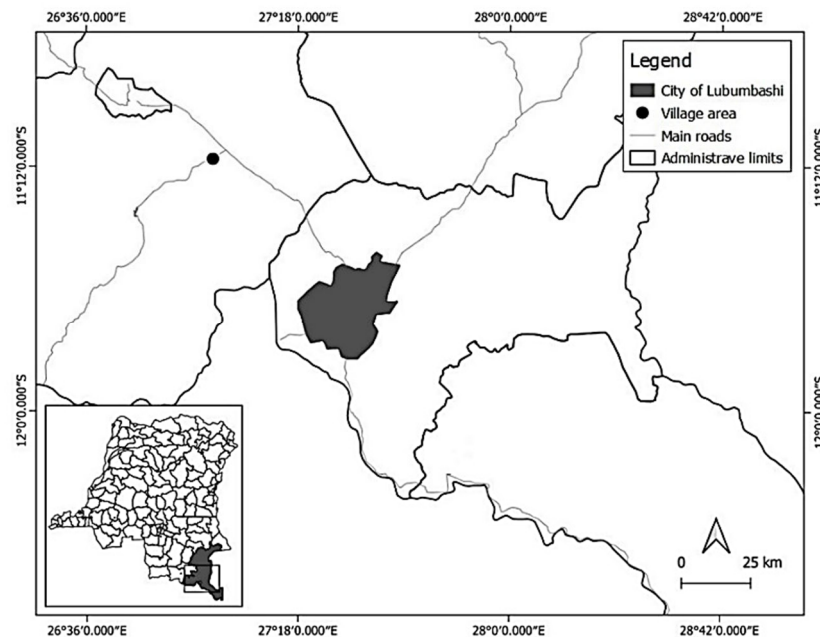 26°36'0.000"E 27°18'0.000"E 28°0'0.000"E 28°42'0.000"E
Legend
City of Lubumbashi
Village area
Main roads
Administrave limits
11°12'0.000"S
11°12'0.000"S
12°0'0.000"S
12°0'0.000"S
0 25 km
26°36'0.000"E 27°18'0.000"E 28°0'0.000"E 28°42'0.000"E